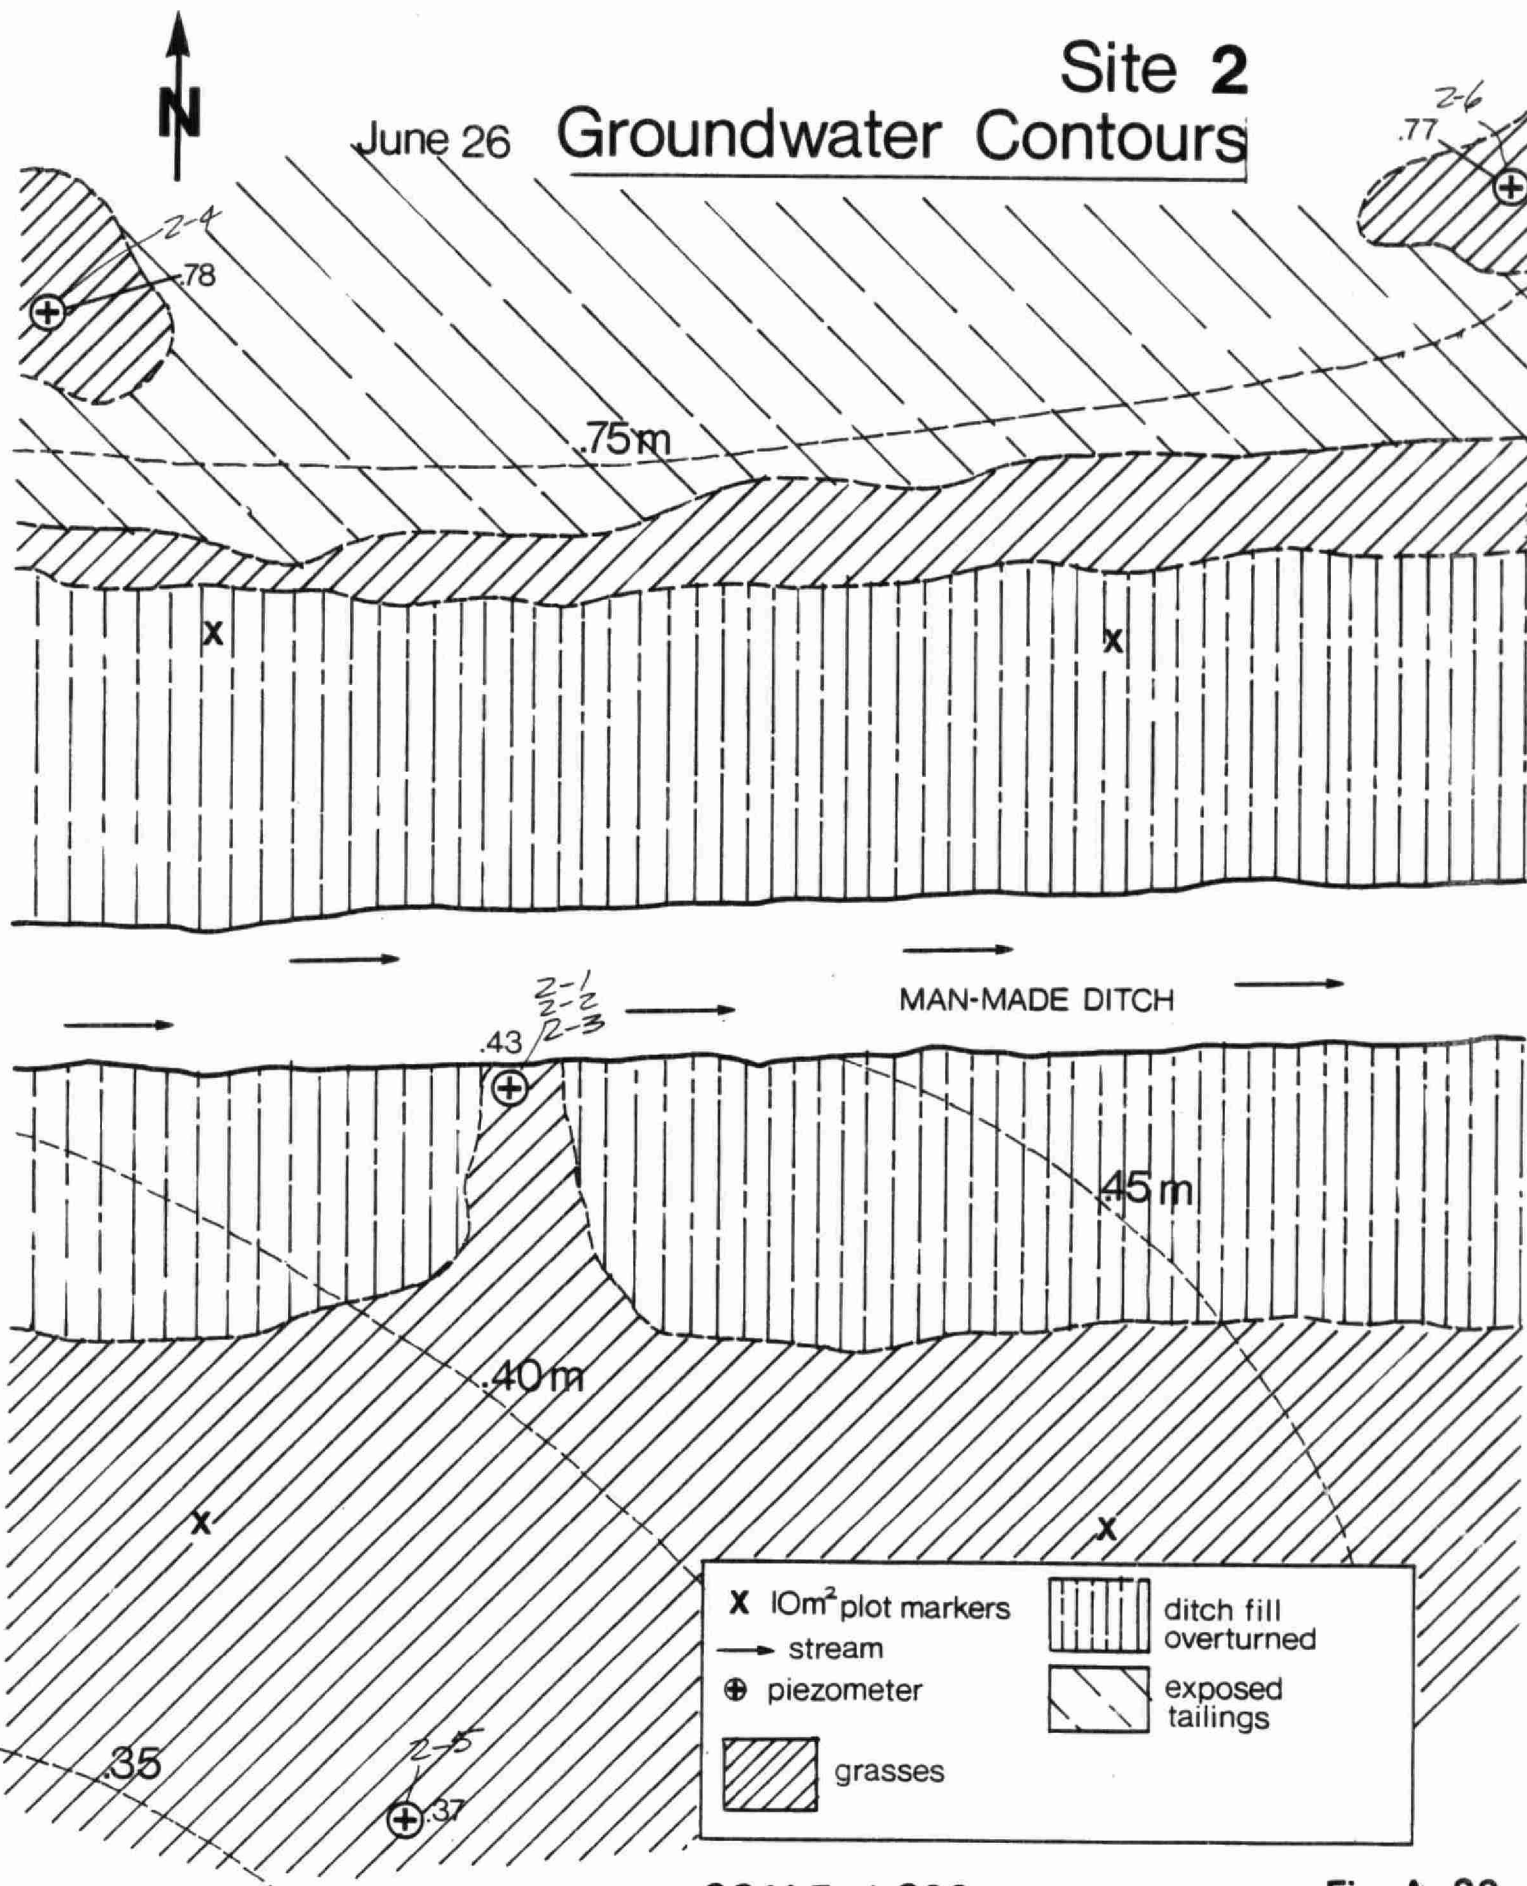 Site 2
June 26 Groundwater Contours
N
2-6
.77
2-4
.78
.75m
X
X
MAN-MADE DITCH
2-1
2-2
2-3
.43
.45m
.40m
X
X
X 10m² plot markers
stream
piezometer
grasses
ditch fill
overturned
exposed
tailings
.35
2-5
.37